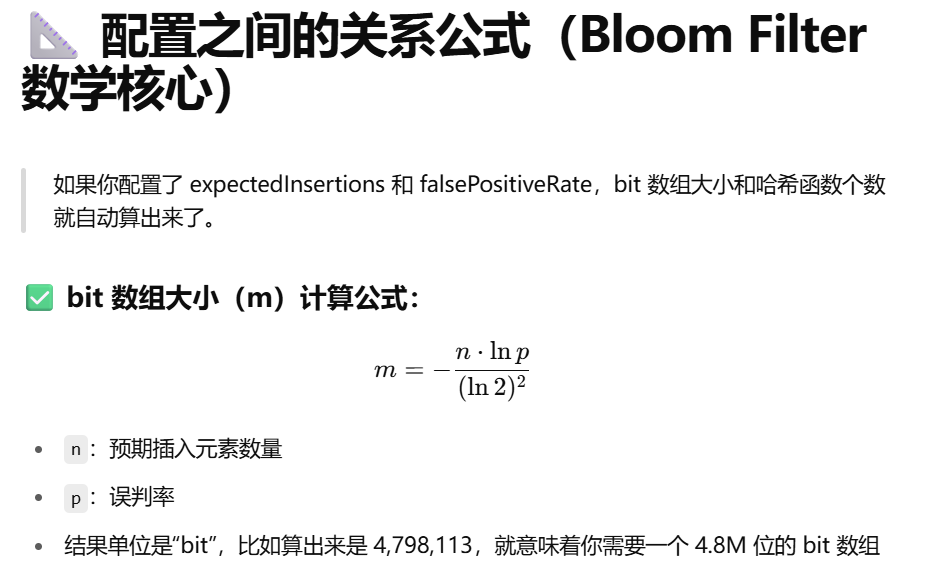 📐 配置之间的关系公式（Bloom Filter
数学核心）
如果你配置了 expectedInsertions 和 falsePositiveRate，bit 数组大小和哈希函数个数
就自动算出来了。
✅ bit 数组大小（m）计算公式：
m = -\frac{n \cdot \ln p}{(\ln 2)^2}
• n：预期插入元素数量
• p：误判率
• 结果单位是“bit”，比如算出来是 4,798,113，就意味着你需要一个 4.8M 位的 bit 数组